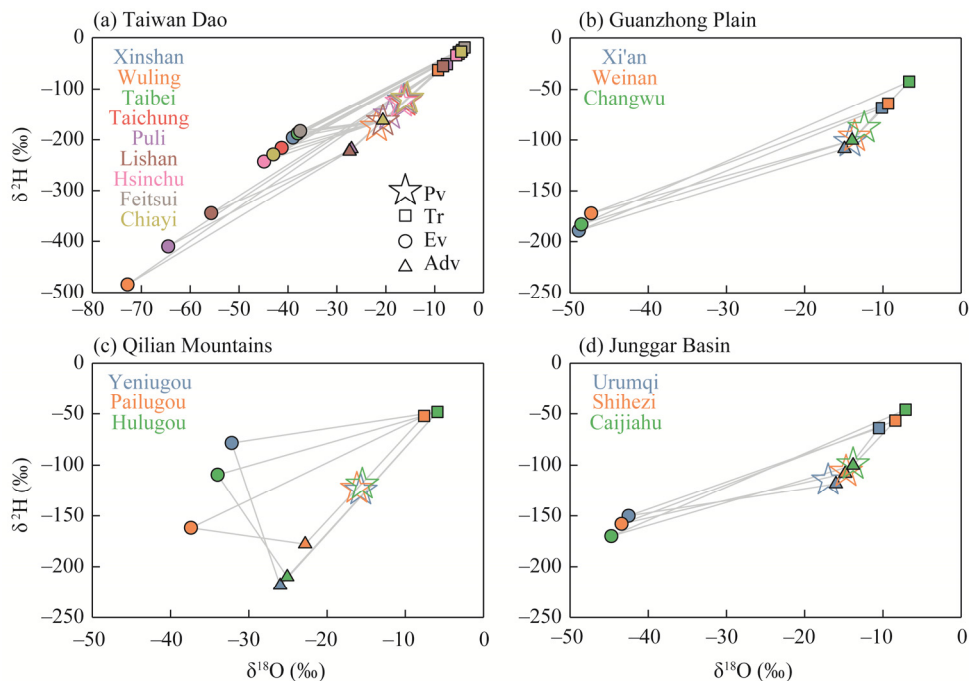 (a) Taiwan Dao
(b) Guanzhong Plain
0
–100
–200
–300
–400
–500
δ²H (‰)
Xinshan
Wuling
Taibei
Taichung
Puli
Lishan
Hsinchu
Feitsui
Chiayi
Pv
Tr
Ev
Adv
–80 –70 –60 –50 –40 –30 –20 –10 0
0
–50
–100
–150
–200
–250
Xi'an
Weinan
Changwu
–50 –40 –30 –20 –10 0
(c) Qilian Mountains
(d) Junggar Basin
0
–50
–100
–150
–200
–250
δ²H (‰)
Yeniugou
Pailugou
Hulugou
–50 –40 –30 –20 –10 0
δ¹⁸O (‰)
0
–50
–100
–150
–200
–250
Urumqi
Shihezi
Caijiahu
–50 –40 –30 –20 –10 0
δ¹⁸O (‰)